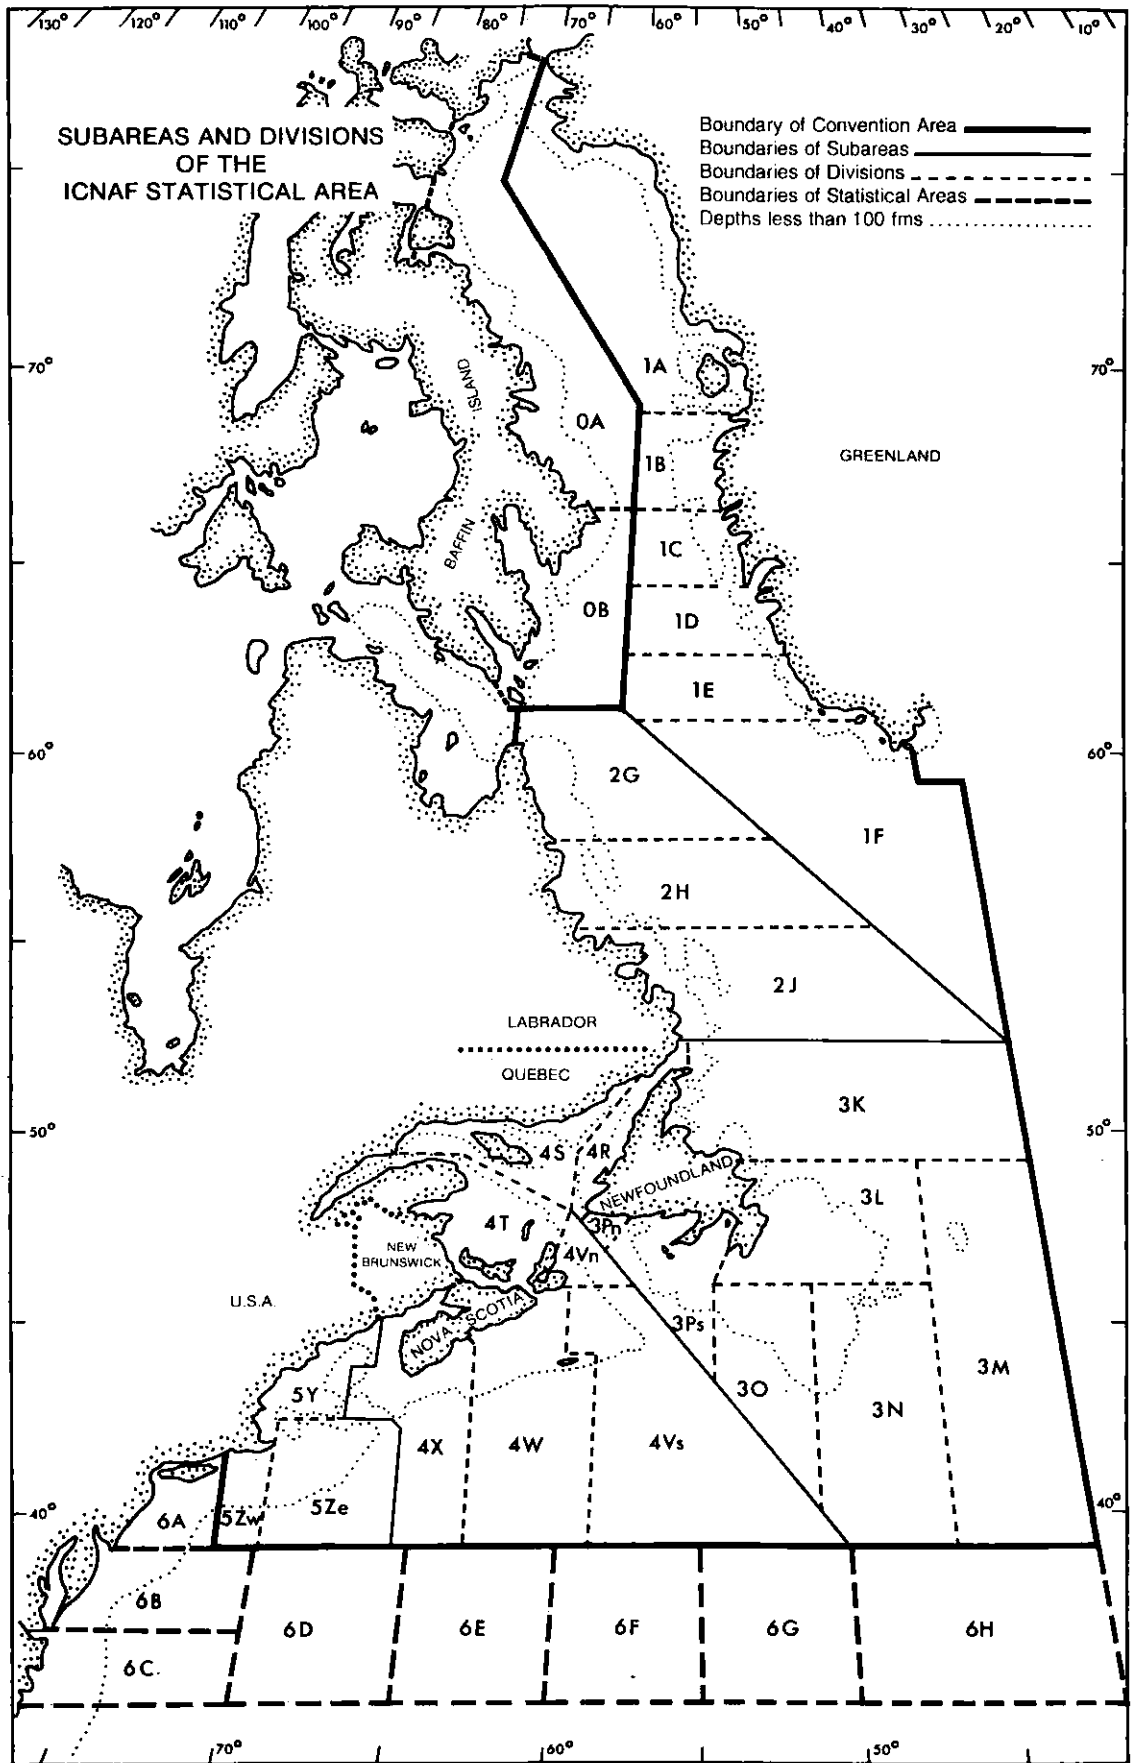 130° 120° 110° 100° 90° 80° 70° 60° 50° 40° 30° 20° 10°
SUBAREAS AND DIVISIONS
OF THE
ICNAF STATISTICAL AREA
Boundary of Convention Area
Boundaries of Subareas
Boundaries of Divisions
Boundaries of Statistical Areas
Depths less than 100 fms
70°
1A
70°
ISLAND
0A
1B
GREENLAND
BAFFIN
1C
0B
1D
1E
60°
60°
2G
1F
2H
2J
LABRADOR
QUEBEC
3K
50°
50°
4S
4R
NEWFOUNDLAND
3L
4T
3Pn
NEW
BRUNSWICK
4Vn
U.S.A.
NOVA SCOTIA
3Ps
3M
5Y
3O
3N
4X
4W
4Vs
40°
40°
6A
5Zw
5Ze
6B
6D
6E
6F
6G
6H
6C
70°
60°
50°